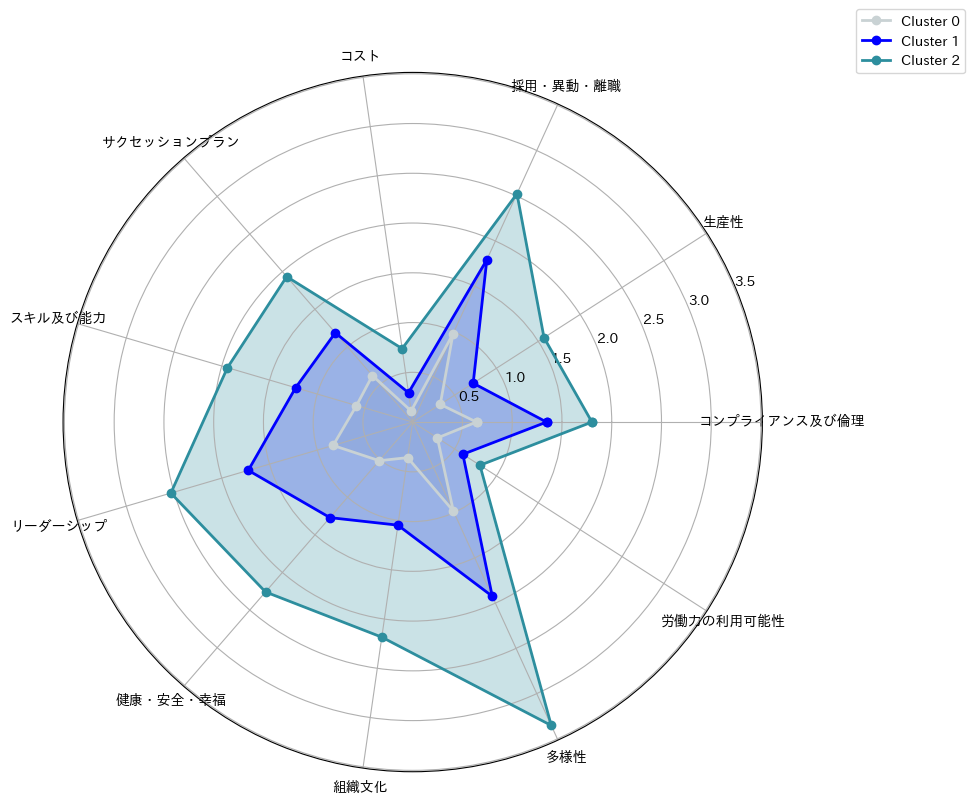 Cluster 0
Cluster 1
Cluster 2
コスト
採用・異動・離職
サクセッションプラン
生産性
3.5
3.0
スキル及び能力
2.5
2.0
1.5
1.0
0.5
コンプライアンス及び倫理
リーダーシップ
労働力の利用可能性
健康・安全・幸福
多様性
組織文化